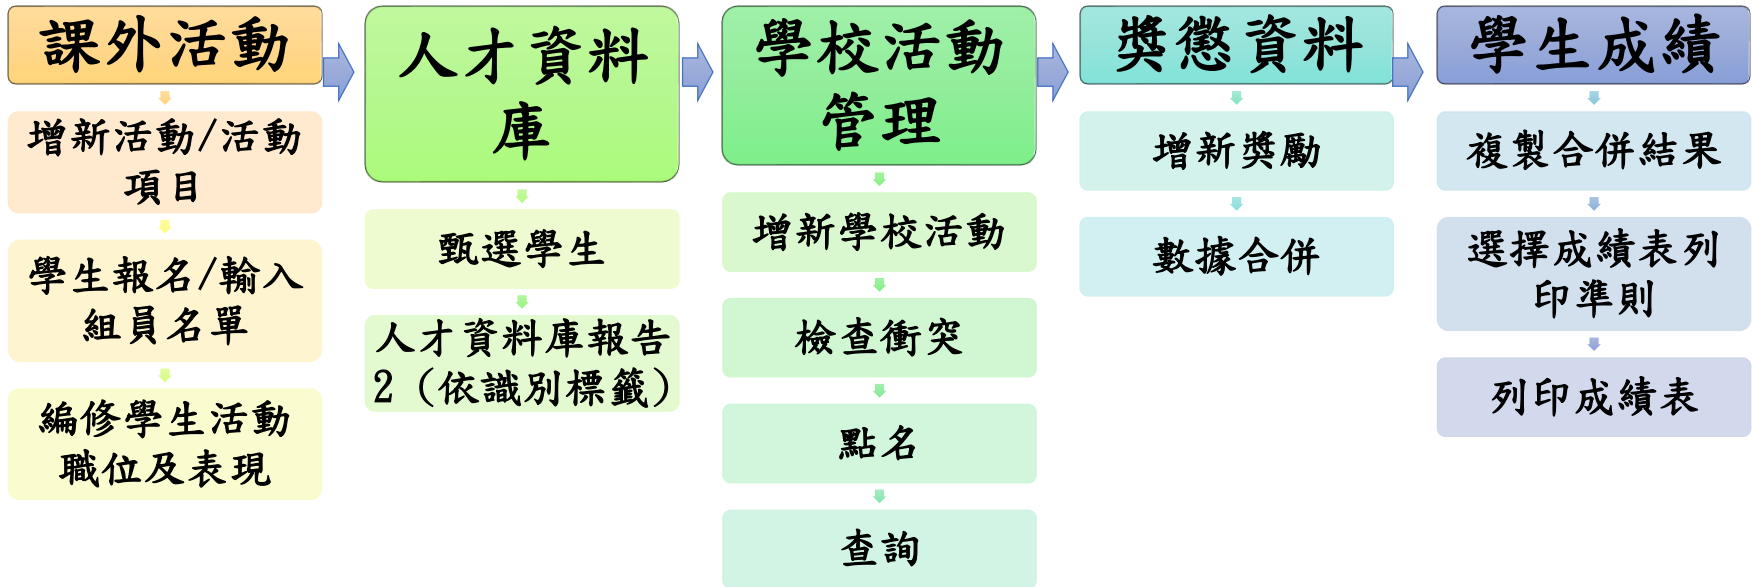 課外活動
增新活動/活動
項目
學生報名/輸入
組員名單
編修學生活動
職位及表現
人才資料
庫
甄選學生
人才資料庫報告
2（依識別標籤）
學校活動
管理
增新學校活動
檢查衝突
點名
查詢
獎懲資料
增新獎勵
數據合併
學生成績
複製合併結果
選擇成績表列
印準則
列印成績表